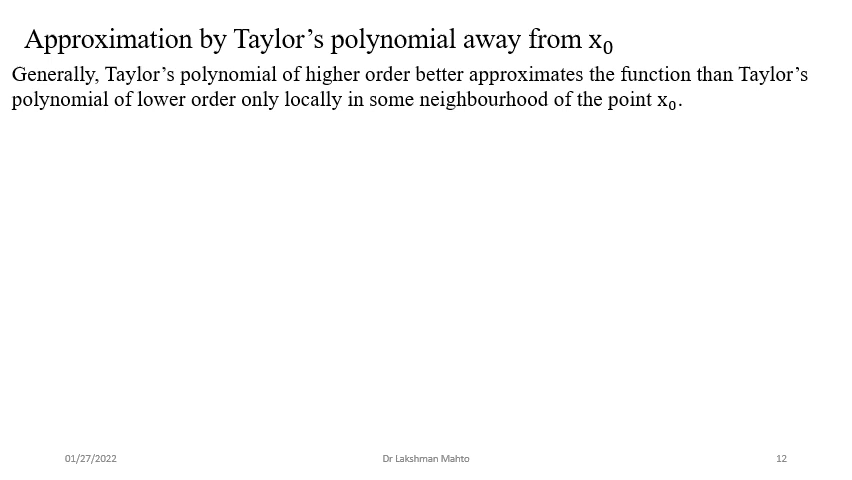 Approximation by Taylor’s polynomial away from x₀
Generally, Taylor’s polynomial of higher order better approximates the function than Taylor’s
polynomial of lower order only locally in some neighbourhood of the point x₀.
01/27/2022
Dr Lakshman Mahto
12